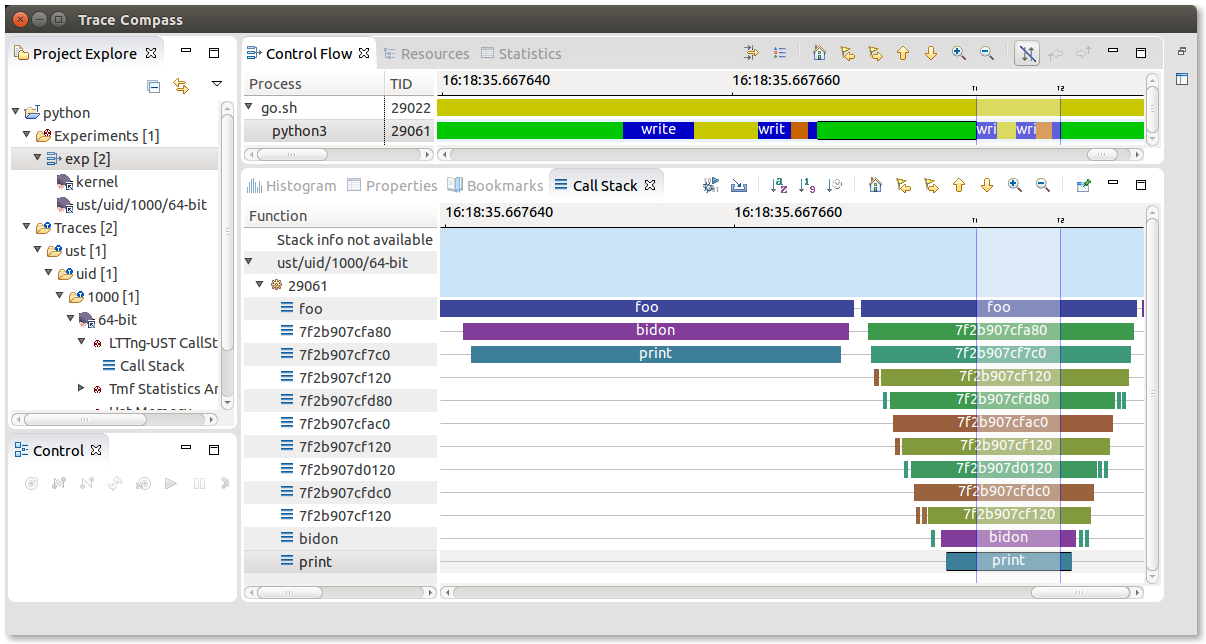 Trace Compass
Project Explore
python
Experiments [1]
exp [2]
kernel
ust/uid/1000/64-bit
Traces [2]
ust [1]
uid [1]
1000 [1]
64-bit
LTTng-UST CallSt
Call Stack
Tmf Statistics Ar
Control
Control Flow Resources Statistics
Process TID 16:18:35.667640 16:18:35.667660
T1 T2
go.sh 29022
python3 29061 write writ wri wri
Histogram Properties Bookmarks Call Stack
Function 16:18:35.667640 16:18:35.667660
T1 T2
Stack info not available
ust/uid/1000/64-bit
29061
foo foo foo
7f2b907cfa80 bidon 7f2b907cfa80
7f2b907cf7c0 print 7f2b907cf7c0
7f2b907cf120 7f2b907cf120
7f2b907cfd80 7f2b907cfd80
7f2b907cfac0 7f2b907cfac0
7f2b907cf120 7f2b907cf120
7f2b907d0120 7f2b907d0120
7f2b907cfdc0 7f2b907cfdc0
7f2b907cf120 7f2b907cf120
bidon bidon
print print